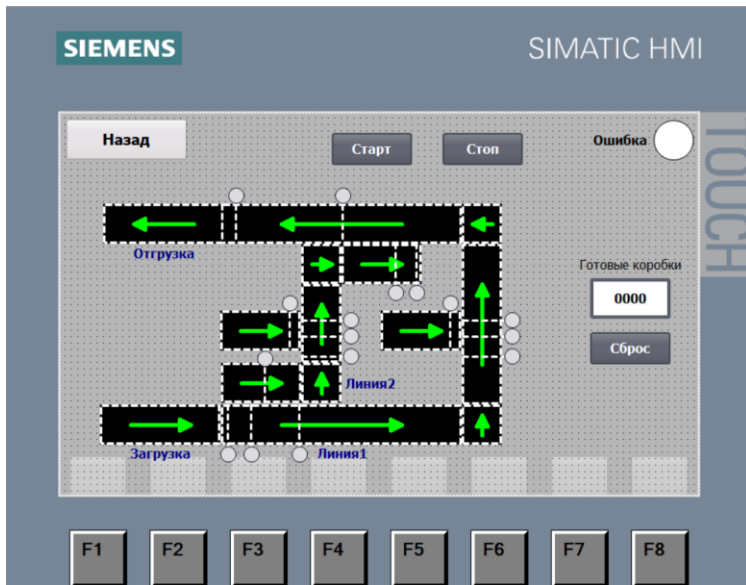 SIEMENS
SIMATIC HMI
TOUCH
Назад
Старт
Стоп
Ошибка
Отгрузка
Готовые коробки
0000
Сброс
Линия2
Загрузка
Линия1
F1
F2
F3
F4
F5
F6
F7
F8